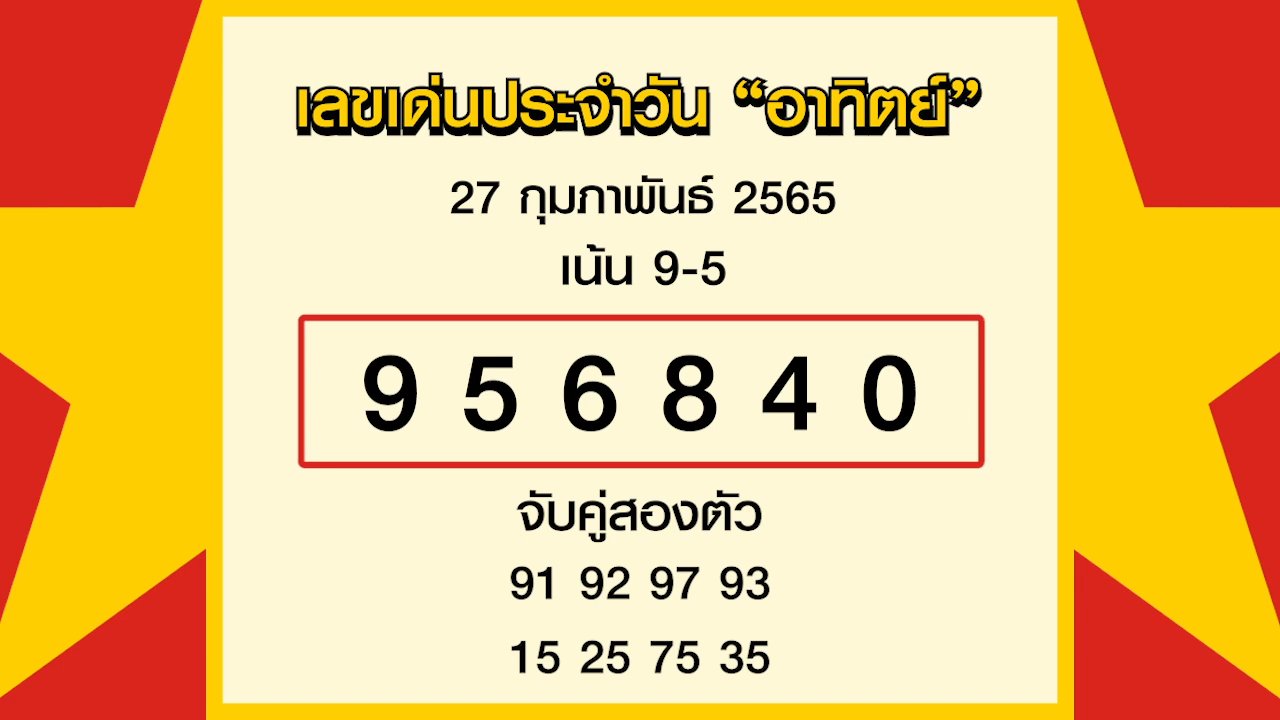 เลขเด่นประจำวัน “อาทิตย์”
27 กุมภาพันธ์ 2565
เน้น 9-5
9 5 6 8 4 0
จับคู่สองตัว
91 92 97 93
15 25 75 35